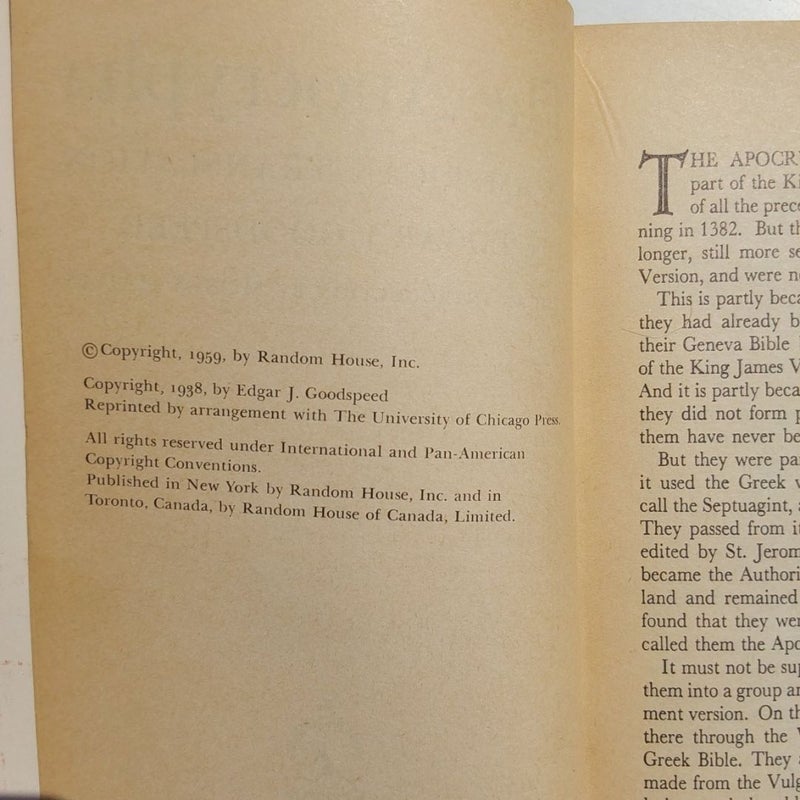 ©Copyright, 1959, by Random House, Inc.
Copyright, 1938, by Edgar J. Goodspeed
Reprinted by arrangement with The University of Chicago Press.
All rights reserved under International and Pan-American
Copyright Conventions.
Published in New York by Random House, Inc. and in
Toronto, Canada, by Random House of Canada, Limited.
THE APOCR
part of the Ki
of all the prece
ning in 1382. But th
longer, still more se
Version, and were n
This is partly beca
they had already b
their Geneva Bible
of the King James V
And it is partly beca
they did not form p
them have never be
But they were pa
it used the Greek v
call the Septuagint, a
They passed from it
edited by St. Jerom
became the Authori
land and remained
found that they wer
called them the Apo
It must not be sup
them into a group an
ment version. On th
there through the V
Greek Bible. They a
made from the Vulg